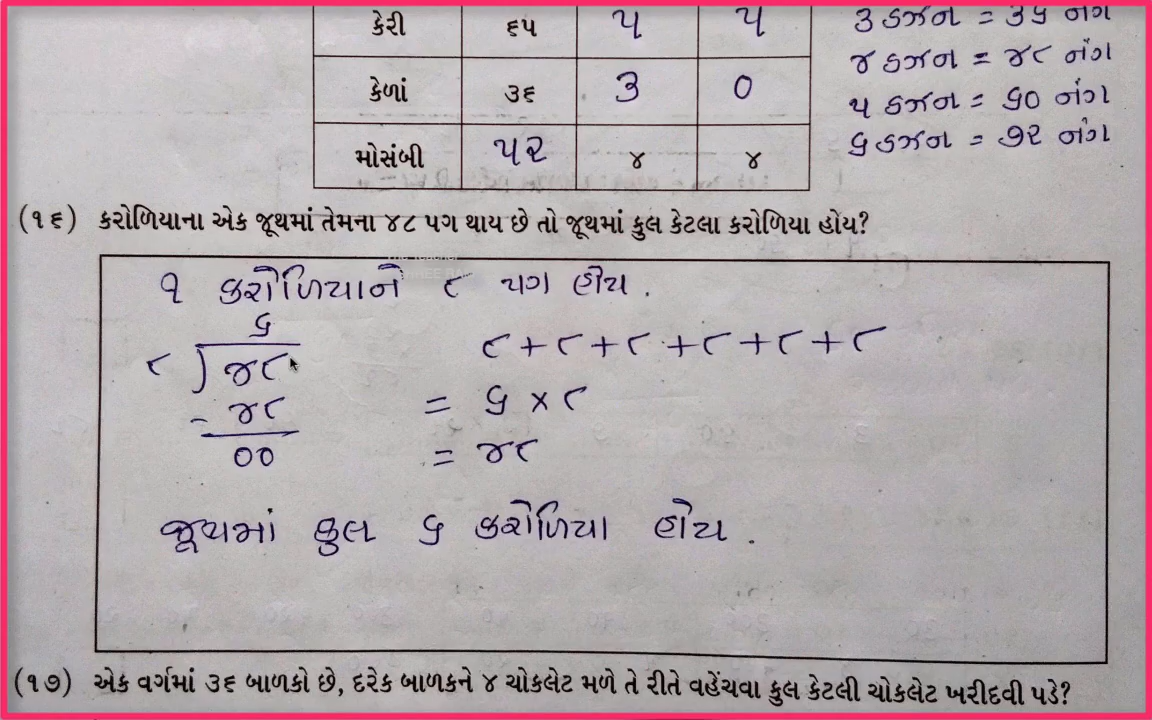 કેરી ૬૫ ૫ ૫
૩ ડઝન = ૩૬ નંગ
કેળાં ૩૬ ૩ ૦
૪ ડઝન = ૪૮ નંગ
૫ ડઝન = ૬૦ નંગ
મોસંબી ૫૨ ૪ ૪
૬ ડઝન = ૭૨ નંગ
(૧૬) કરોળિયાના એક જૂથમાં તેમના ૪૮ પગ થાય છે તો જૂથમાં કુલ કેટલા કરોળિયા હોય?
૧ કરોળિયાને ૮ પગ હોય.
૬
૮ ) ૪૮
૮ + ૮ + ૮ + ૮ + ૮ + ૮
- ૪૮
= ૬ × ૮
૦૦
= ૪૮
જૂથમાં કુલ ૬ કરોળિયા હોય.
(૧૭) એક વર્ગમાં ૩૬ બાળકો છે, દરેક બાળકને ૪ ચોકલેટ મળે તે રીતે વહેંચવા કુલ કેટલી ચોકલેટ ખરીદવી પડે?